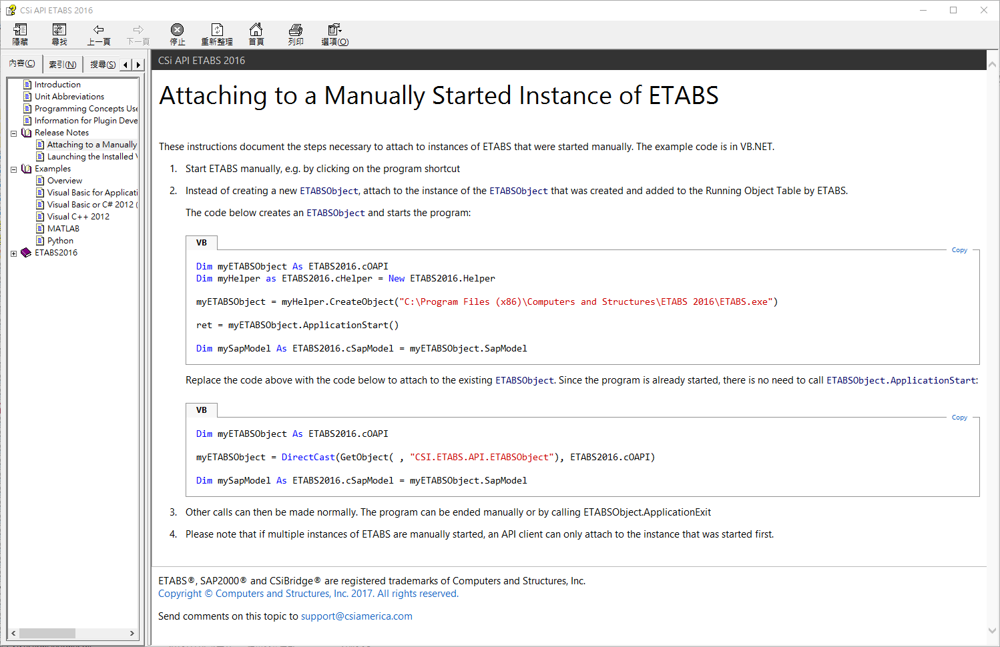 CSi API ETABS 2016
隱藏
尋找
上一頁
下一頁
停止
重新整理
首頁
列印
選項(O)
內容(C)
索引(N)
搜尋(S)
Introduction
Unit Abbreviations
Programming Concepts Use
Information for Plugin Deve
Release Notes
Attaching to a Manually
Launching the Installed V
Examples
Overview
Visual Basic for Applicati
Visual Basic or C# 2012 (
Visual C++ 2012
MATLAB
Python
ETABS2016
CSi API ETABS 2016
Attaching to a Manually Started Instance of ETABS
These instructions document the steps necessary to attach to instances of ETABS that were started manually. The example code is in VB.NET.
1. Start ETABS manually, e.g. by clicking on the program shortcut
2. Instead of creating a new ETABSObject, attach to the instance of the ETABSObject that was created and added to the Running Object Table by ETABS.
The code below creates an ETABSObject and starts the program:
VB
Copy
Dim myETABSObject As ETABS2016.cOAPI
Dim myHelper as ETABS2016.cHelper = New ETABS2016.Helper
myETABSObject = myHelper.CreateObject("C:\Program Files (x86)\Computers and Structures\ETABS 2016\ETABS.exe")
ret = myETABSObject.ApplicationStart()
Dim mySapModel As ETABS2016.cSapModel = myETABSObject.SapModel
Replace the code above with the code below to attach to the existing ETABSObject. Since the program is already started, there is no need to call ETABSObject.ApplicationStart:
VB
Copy
Dim myETABSObject As ETABS2016.cOAPI
myETABSObject = DirectCast(GetObject( , "CSI.ETABS.API.ETABSObject"), ETABS2016.cOAPI)
Dim mySapModel As ETABS2016.cSapModel = myETABSObject.SapModel
3. Other calls can then be made normally. The program can be ended manually or by calling ETABSObject.ApplicationExit
4. Please note that if multiple instances of ETABS are manually started, an API client can only attach to the instance that was started first.
ETABS®, SAP2000® and CSiBridge® are registered trademarks of Computers and Structures, Inc.
Copyright © Computers and Structures, Inc. 2017. All rights reserved.
Send comments on this topic to support@csiamerica.com